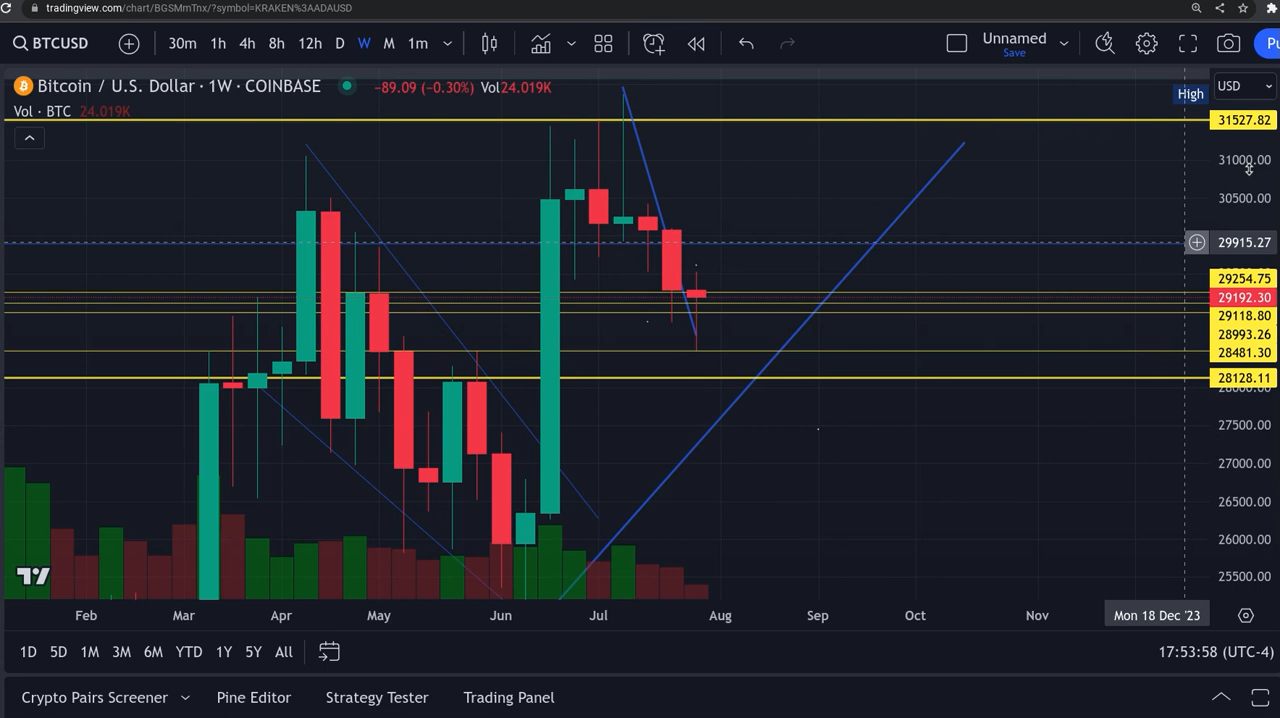 tradingview.com/chart/BGSMmTnx/?symbol=KRAKEN%3AADAUSD
BTCUSD 30m 1h 4h 8h 12h D W M 1m Unnamed Save Pu
Bitcoin / U.S. Dollar · 1W · COINBASE −89.09 (−0.30%) Vol24.019K High USD
Vol · BTC 24.019K
31527.82
31000.00
30500.00
29915.27
29254.75
29192.30
29118.80
28993.26
28481.30
28128.11
27500.00
27000.00
26500.00
26000.00
25500.00
Feb Mar Apr May Jun Jul Aug Sep Oct Nov Mon 18 Dec '23
1D 5D 1M 3M 6M YTD 1Y 5Y All 17:53:58 (UTC-4)
Crypto Pairs Screener Pine Editor Strategy Tester Trading Panel